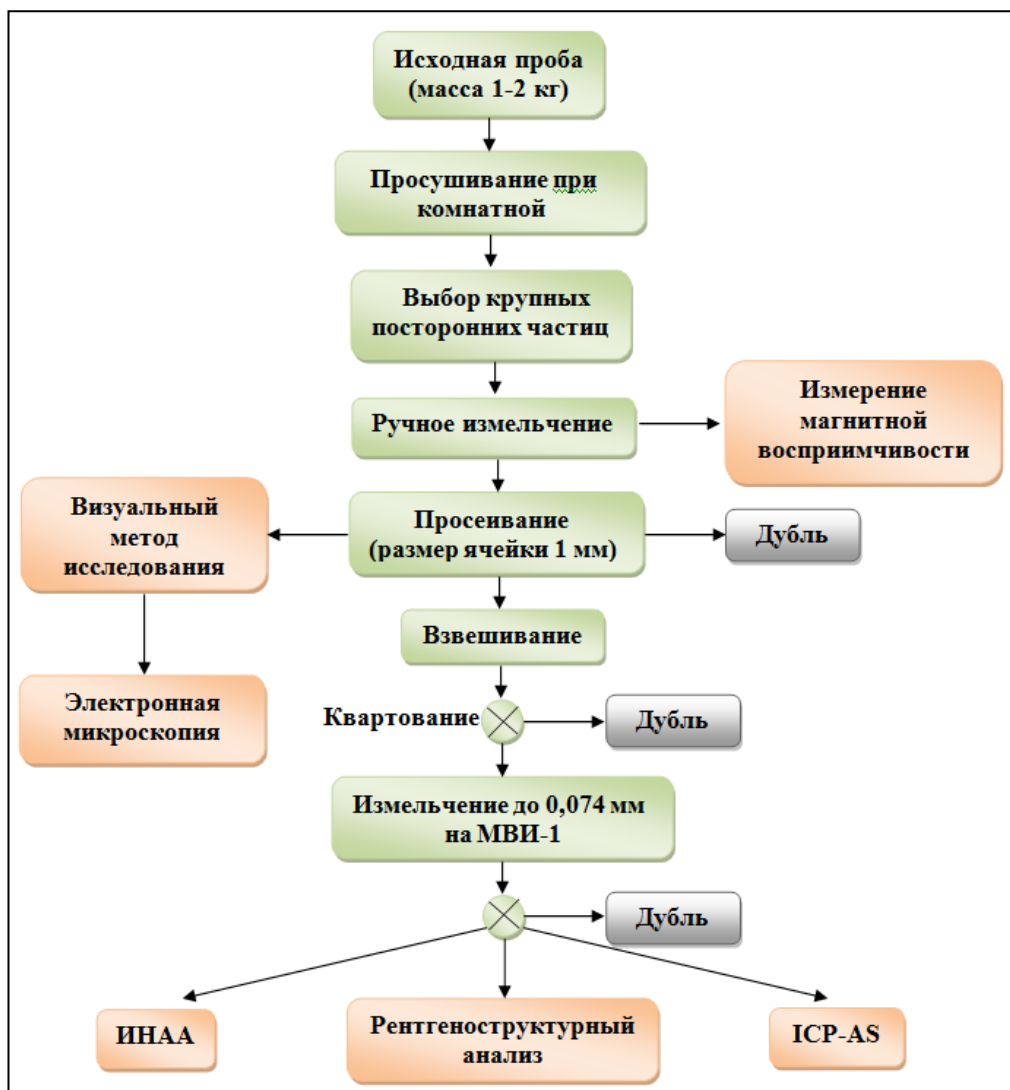 Исходная проба
(масса 1-2 кг)
Просушивание при
комнатной
Выбор крупных
посторонних частиц
Ручное измельчение
Измерение
магнитной
восприимчивости
Визуальный
метод
исследования
Просеивание
(размер ячейки 1 мм)
Дубль
Взвешивание
Электронная
микроскопия
Квартование
Дубль
Измельчение до 0,074 мм
на МВИ-1
Дубль
ИНАА
Рентгеноструктурный
анализ
ICP-AS